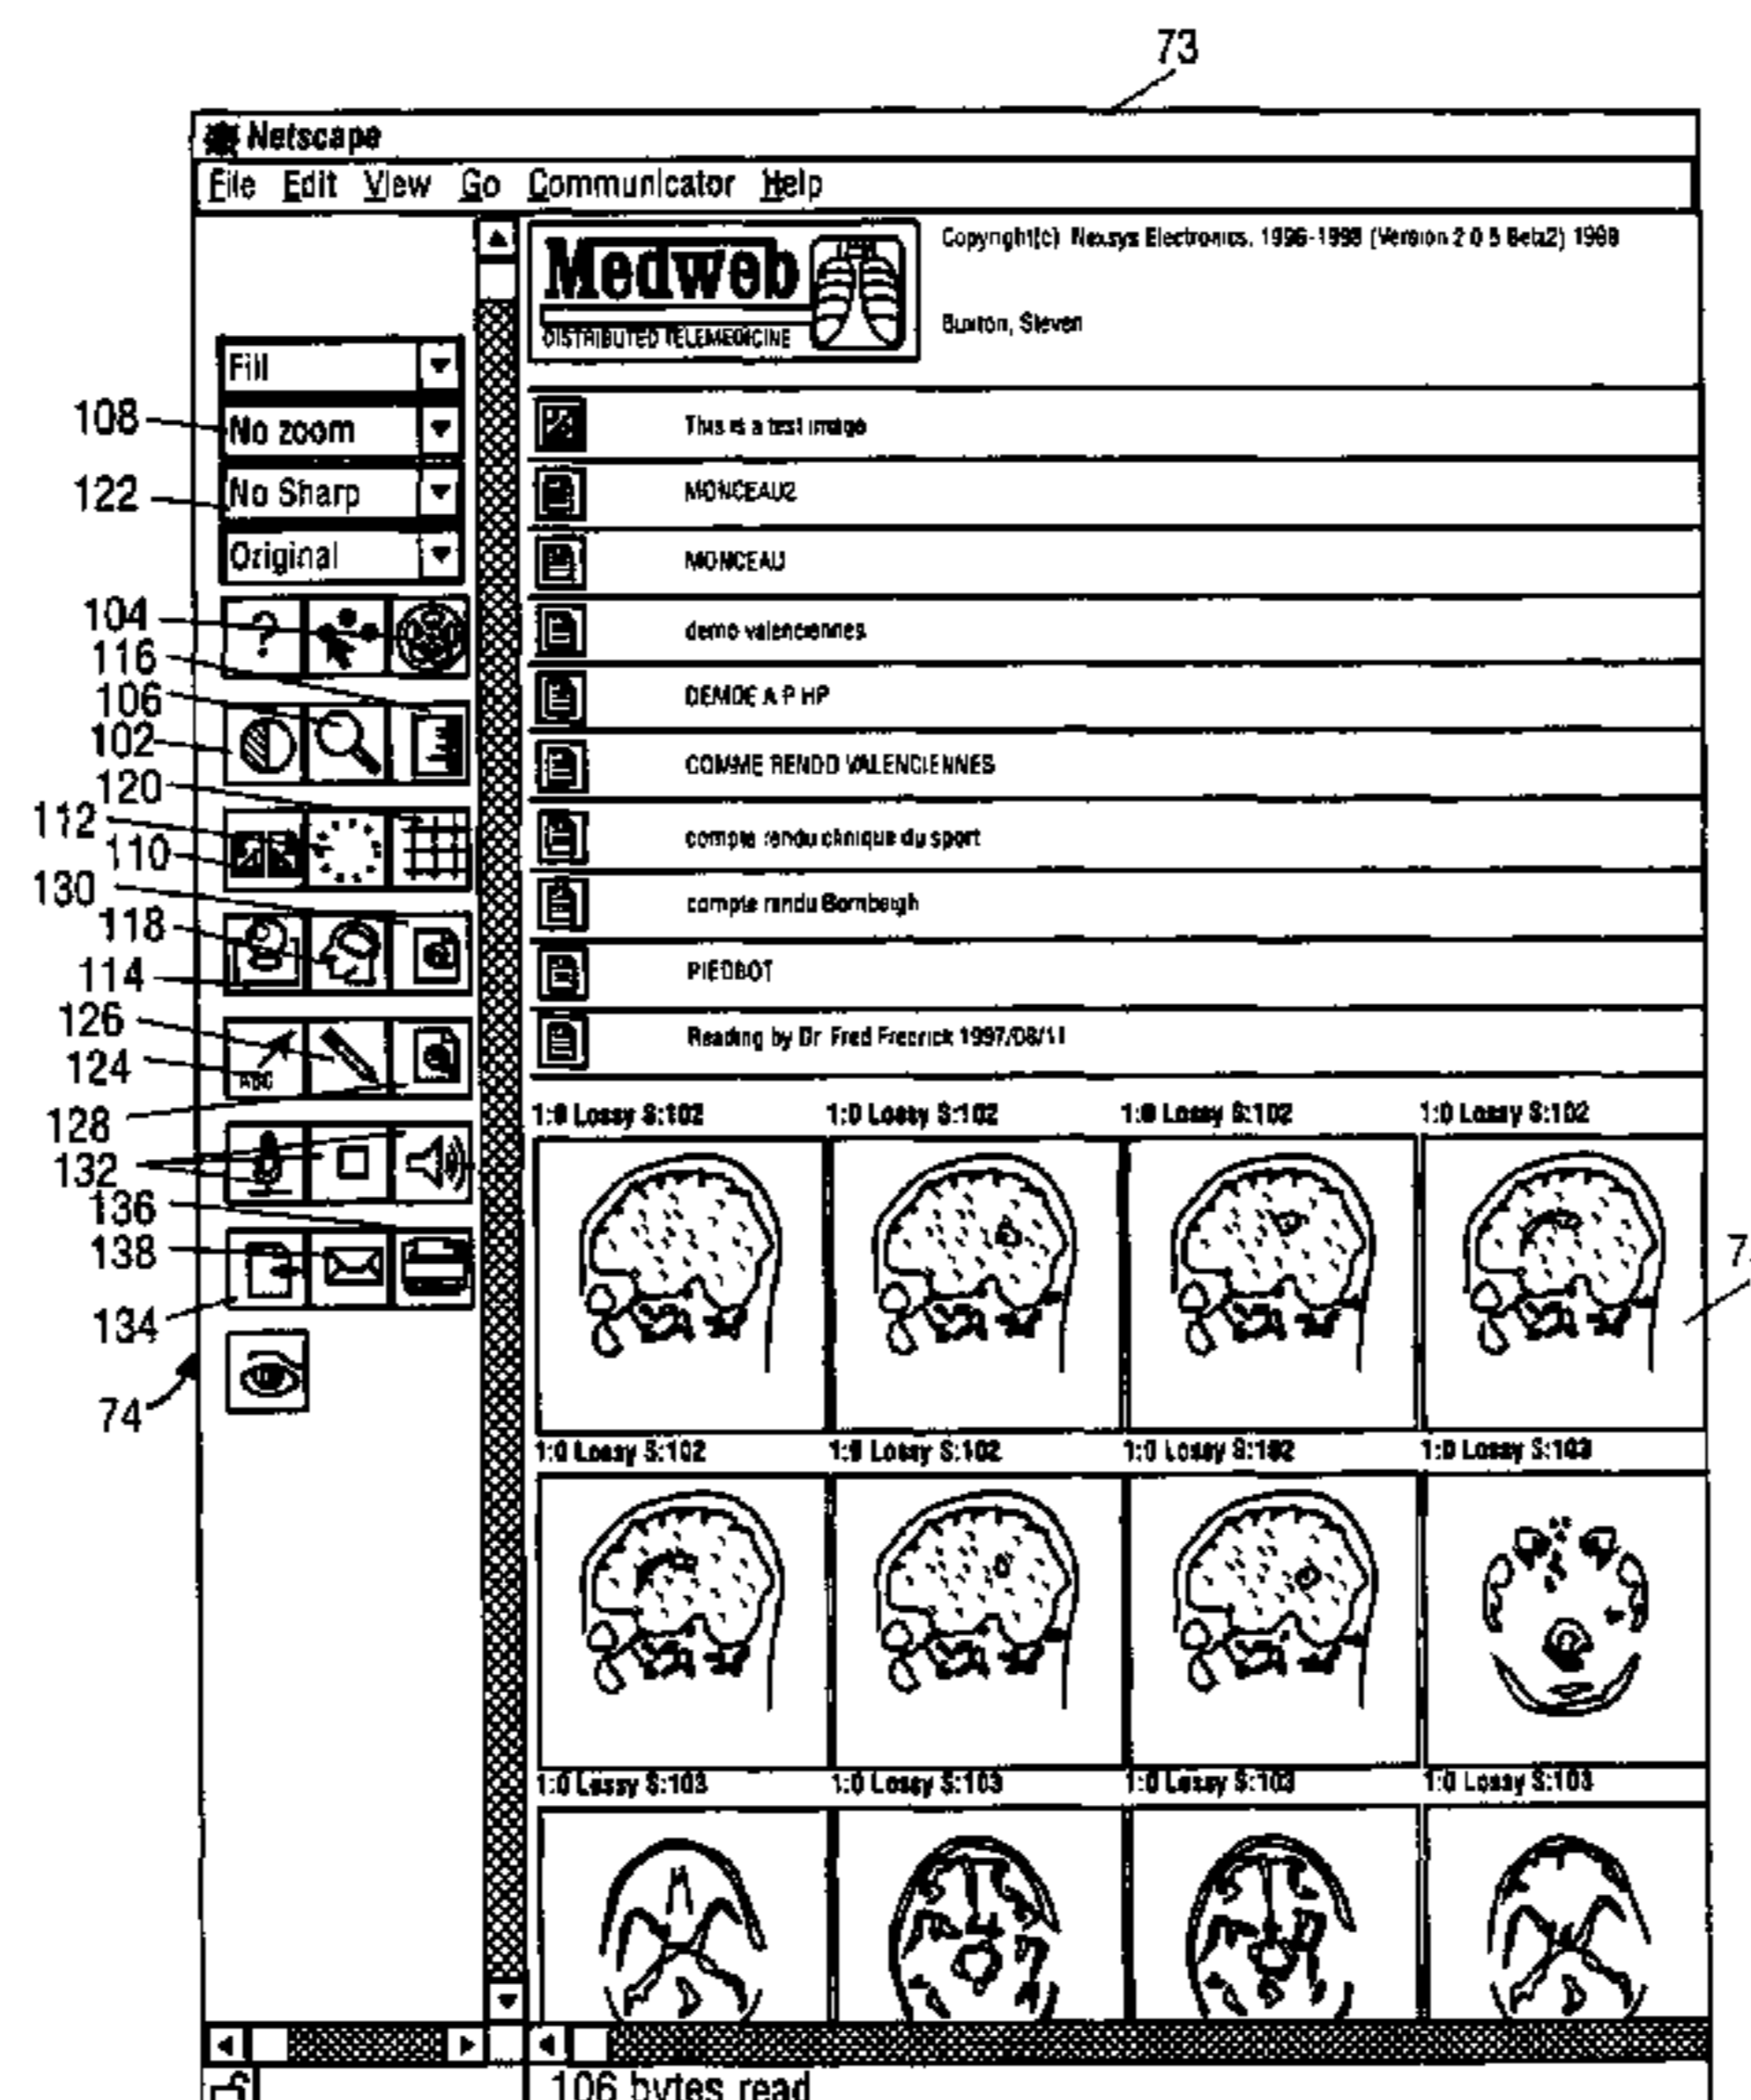 73
Netscape
File Edit View Go Communicator Help
Medweb
DISTRIBUTED TELEMEDICINE
Copyright(c) Nexsys Electronics, 1996-1998 (Version 2 0 5 Beta2) 1998
Buxton, Steven
Fill
108
No zoom
122
No Sharp
Original
This is a test image
MONCEAU2
MONCEAU
demo valenciennes
DEMOE A P HP
COMME RENDO VALENCIENNES
compte rendu clinique du sport
compte rendu Bombeigh
PIEDBOT
Reading by Dr Fred Fredrick 1997/08/11
104
?
116
106
102
120
112
110
130
118
114
126
124
ABC
128
132
136
138
134
74
1:0 Lossy S:102 1:0 Lossy S:102 1:0 Lossy S:102 1:0 Lossy S:102
1:0 Lossy S:102 1:0 Lossy S:102 1:0 Lossy S:102 1:0 Lossy S:103
1:0 Lossy S:103 1:0 Lossy S:103 1:0 Lossy S:103 1:0 Lossy S:103
106 bytes read